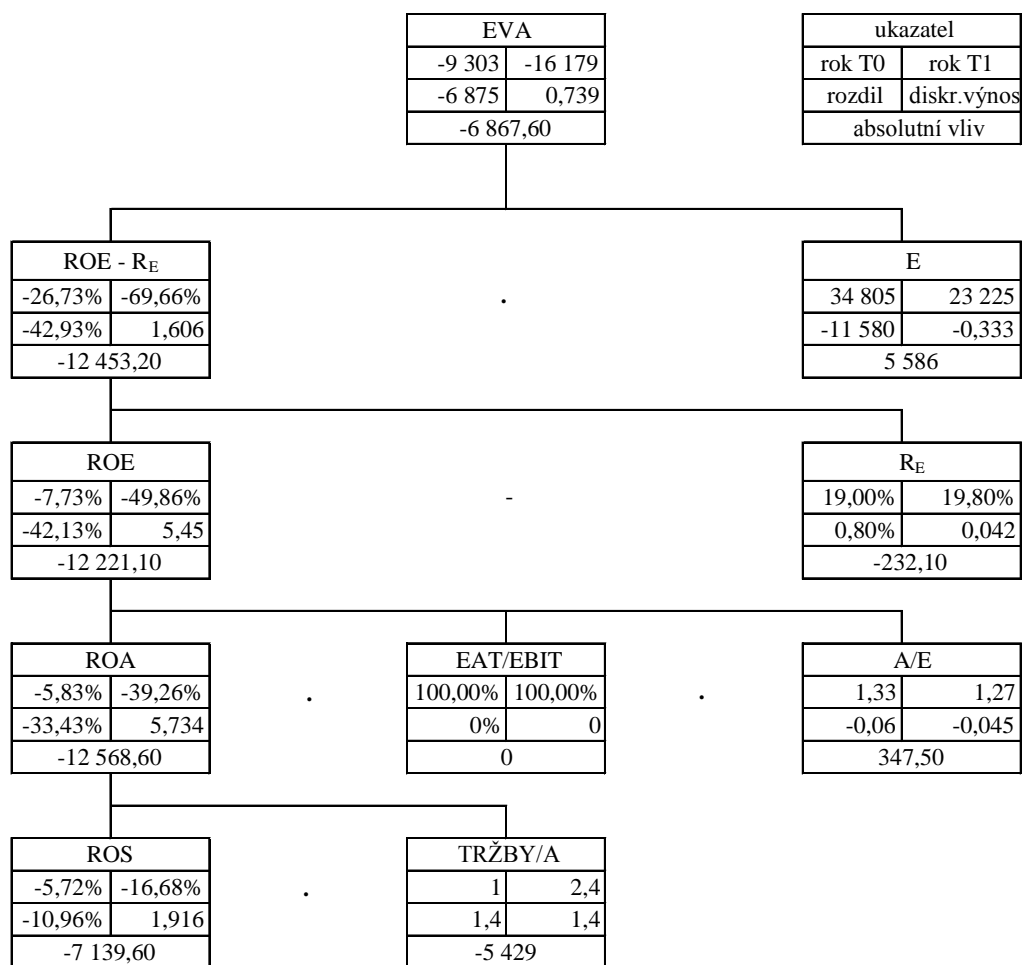 EVA
-9 303 -16 179
-6 875 0,739
-6 867,60
ukazatel
rok T0 rok T1
rozdil diskr.výnos
absolutní vliv
ROE - RE
-26,73% -69,66%
-42,93% 1,606
-12 453,20
.
E
34 805 23 225
-11 580 -0,333
5 586
ROE
-7,73% -49,86%
-42,13% 5,45
-12 221,10
-
RE
19,00% 19,80%
0,80% 0,042
-232,10
ROA
-5,83% -39,26%
-33,43% 5,734
-12 568,60
.
EAT/EBIT
100,00% 100,00%
0% 0
0
.
A/E
1,33 1,27
-0,06 -0,045
347,50
ROS
-5,72% -16,68%
-10,96% 1,916
-7 139,60
.
TRŽBY/A
1 2,4
1,4 1,4
-5 429